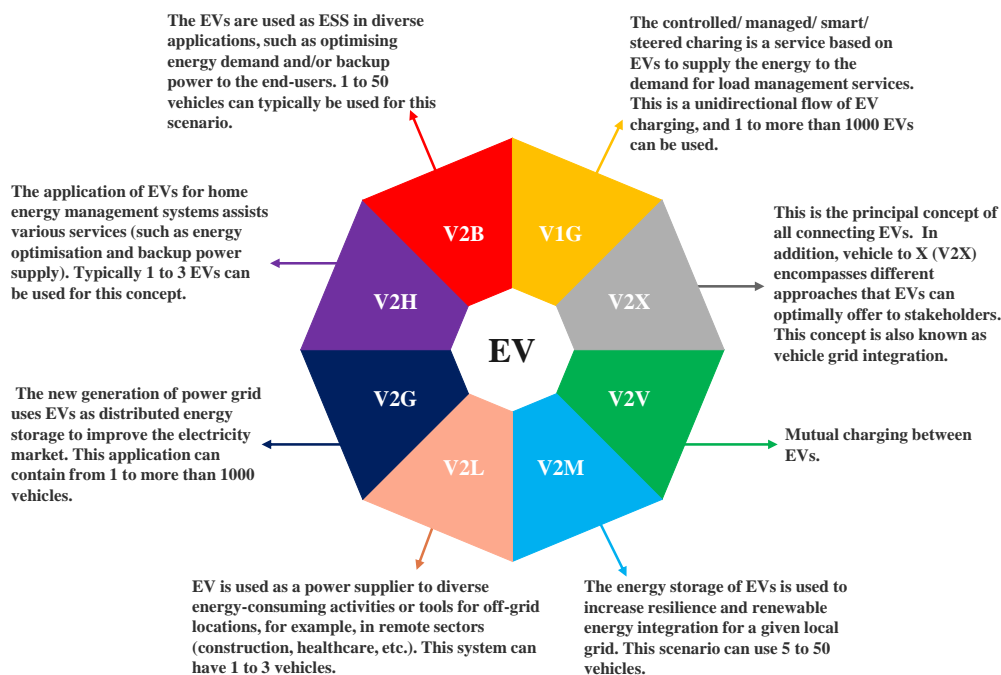 The EVs are used as ESS in diverse
applications, such as optimising
energy demand and/or backup
power to the end-users. 1 to 50
vehicles can typically be used for this
scenario.
The controlled/ managed/ smart/
steered charing is a service based on
EVs to supply the energy to the
demand for load management services.
This is a unidirectional flow of EV
charging, and 1 to more than 1000 EVs
can be used.
The application of EVs for home
energy management systems assists
various services (such as energy
optimisation and backup power
supply). Typically 1 to 3 EVs can
be used for this concept.
V2B
V1G
This is the principal concept of
all connecting EVs. In
addition, vehicle to X (V2X)
encompasses different
approaches that EVs can
optimally offer to stakeholders.
This concept is also known as
vehicle grid integration.
V2H
V2X
EV
The new generation of power grid
uses EVs as distributed energy
storage to improve the electricity
market. This application can
contain from 1 to more than 1000
vehicles.
V2G
V2V
Mutual charging between
EVs.
V2L
V2M
EV is used as a power supplier to diverse
energy-consuming activities or tools for off-grid
locations, for example, in remote sectors
(construction, healthcare, etc.). This system can
have 1 to 3 vehicles.
The energy storage of EVs is used to
increase resilience and renewable
energy integration for a given local
grid. This scenario can use 5 to 50
vehicles.